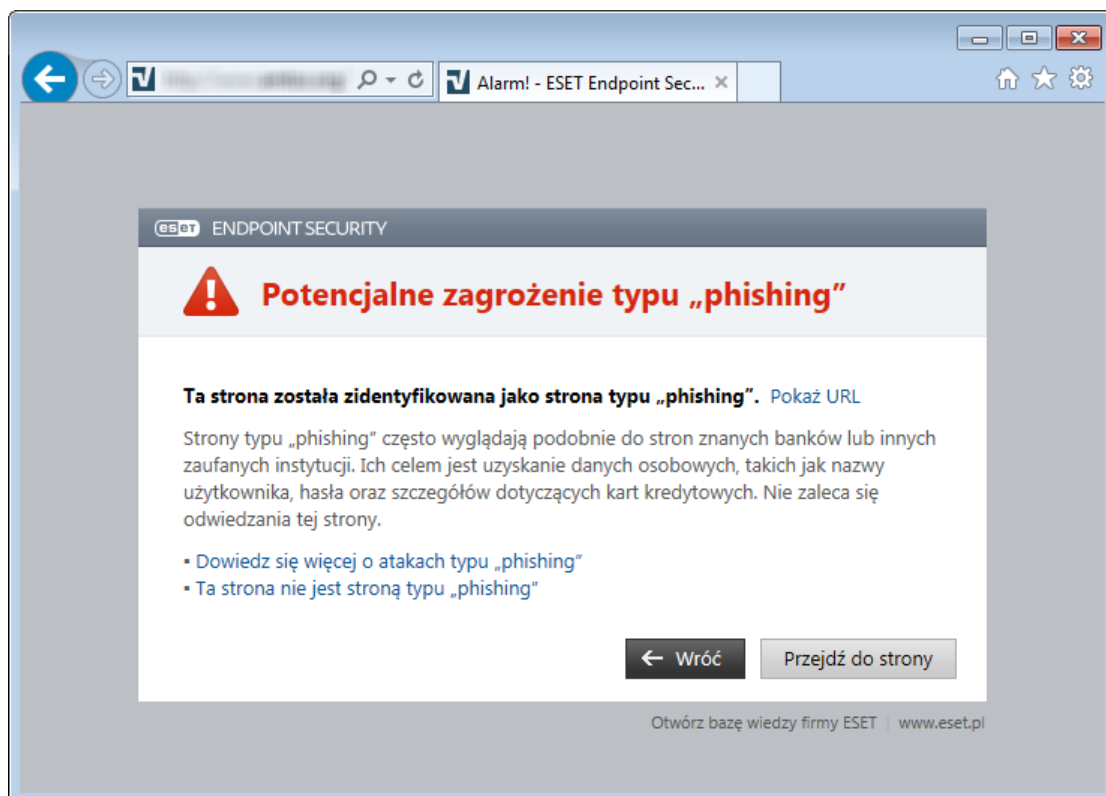 Alarm! - ESET Endpoint Sec...
eset ENDPOINT SECURITY
Potencjalne zagrożenie typu „phishing”
Ta strona została zidentyfikowana jako strona typu „phishing”. Pokaż URL
Strony typu „phishing” często wyglądają podobnie do stron znanych banków lub innych
zaufanych instytucji. Ich celem jest uzyskanie danych osobowych, takich jak nazwy
użytkownika, hasła oraz szczegółów dotyczących kart kredytowych. Nie zaleca się
odwiedzania tej strony.
▪ Dowiedz się więcej o atakach typu „phishing”
▪ Ta strona nie jest stroną typu „phishing”
Wróć Przejdź do strony
Otwórz bazę wiedzy firmy ESET | www.eset.pl